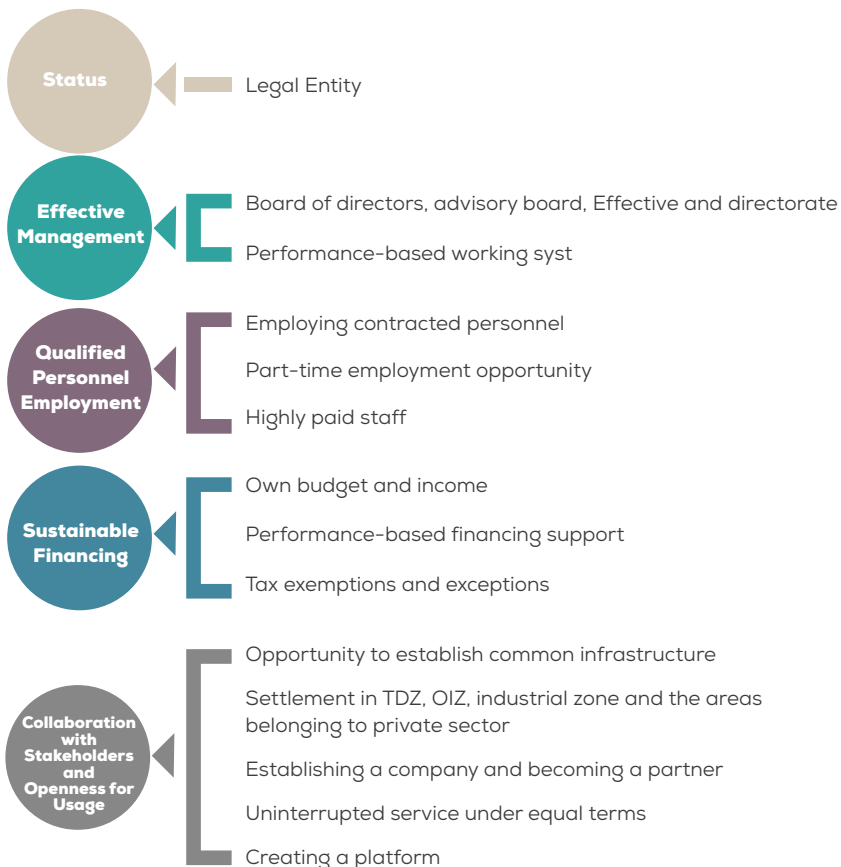 Status
Legal Entity
Effective
Management
Board of directors, advisory board, Effective and directorate
Performance-based working syst
Qualified
Personnel
Employment
Employing contracted personnel
Part-time employment opportunity
Highly paid staff
Sustainable
Financing
Own budget and income
Performance-based financing support
Tax exemptions and exceptions
Collaboration
with
Stakeholders
and
Openness for
Usage
Opportunity to establish common infrastructure
Settlement in TDZ, OIZ, industrial zone and the areas
belonging to private sector
Establishing a company and becoming a partner
Uninterrupted service under equal terms
Creating a platform